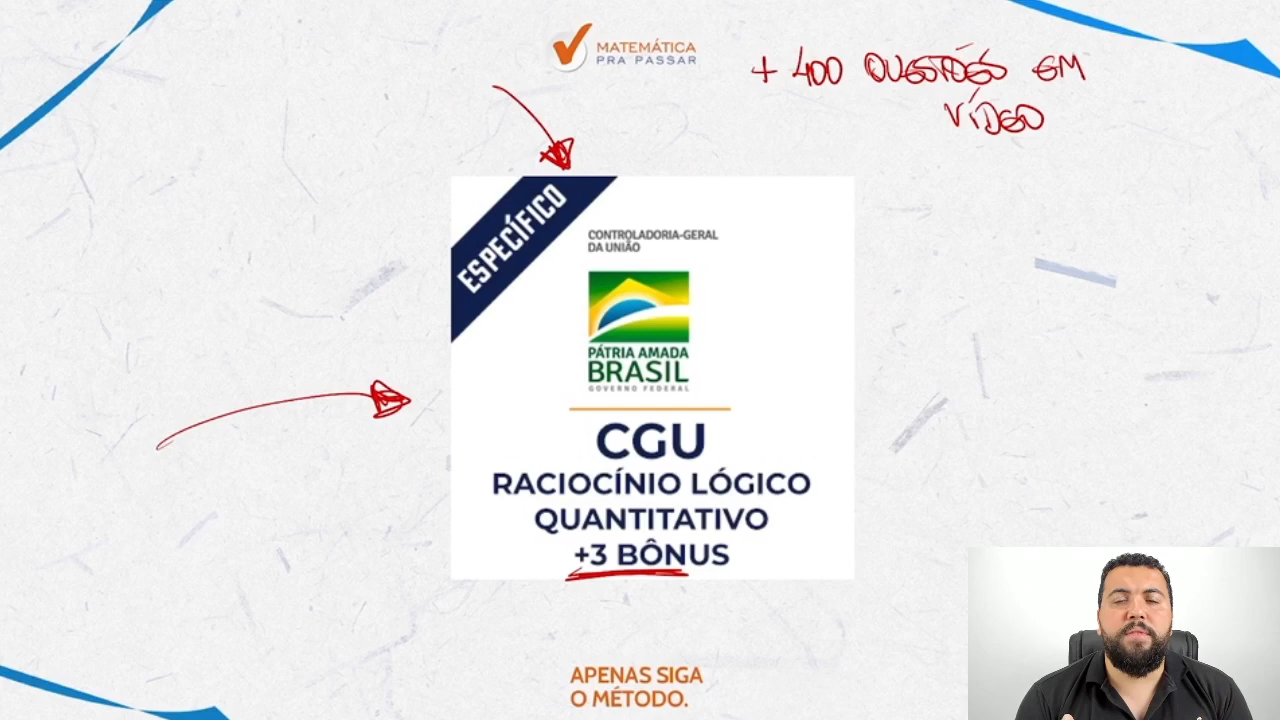 MATEMÁTICA
PRA PASSAR
+ 400 QUESTÕES EM
VÍDEO
ESPECÍFICO
CONTROLADORIA-GERAL
DA UNIÃO
PÁTRIA AMADA
BRASIL
GOVERNO FEDERAL
CGU
RACIOCÍNIO LÓGICO
QUANTITATIVO
+3 BÔNUS
APENAS SIGA
O MÉTODO.